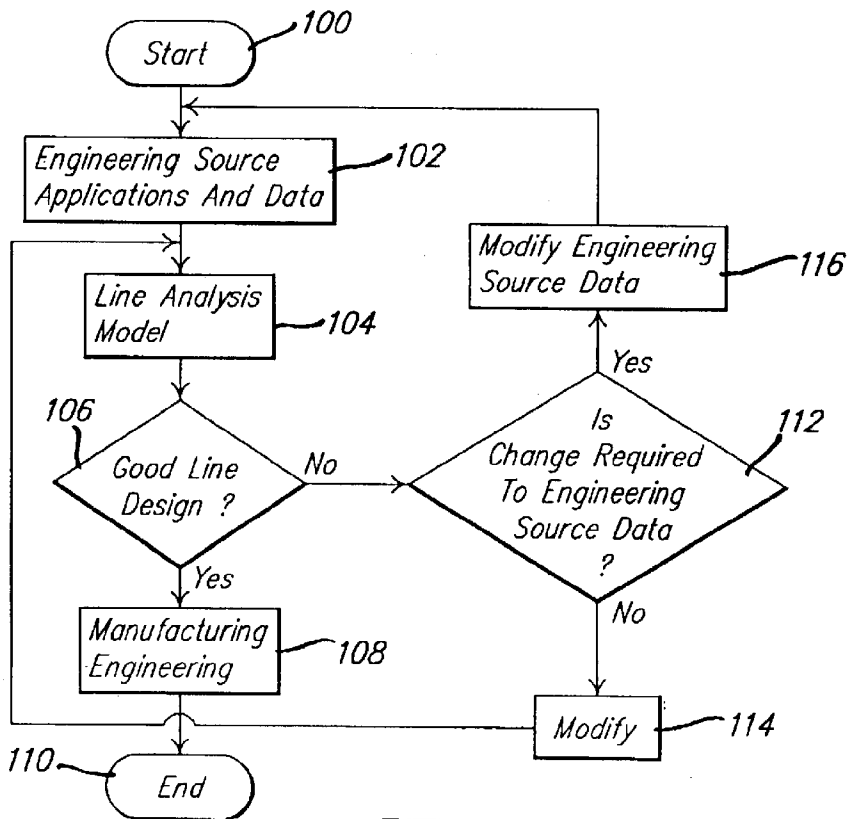 100
Start
Engineering Source
Applications And Data
102
Modify Engineering
Source Data
116
Line Analysis
Model
104
Yes
106
Good Line
Design ?
No
Is
Change Required
To Engineering
Source Data
?
112
Yes
No
Manufacturing
Engineering
108
Modify
114
110
End